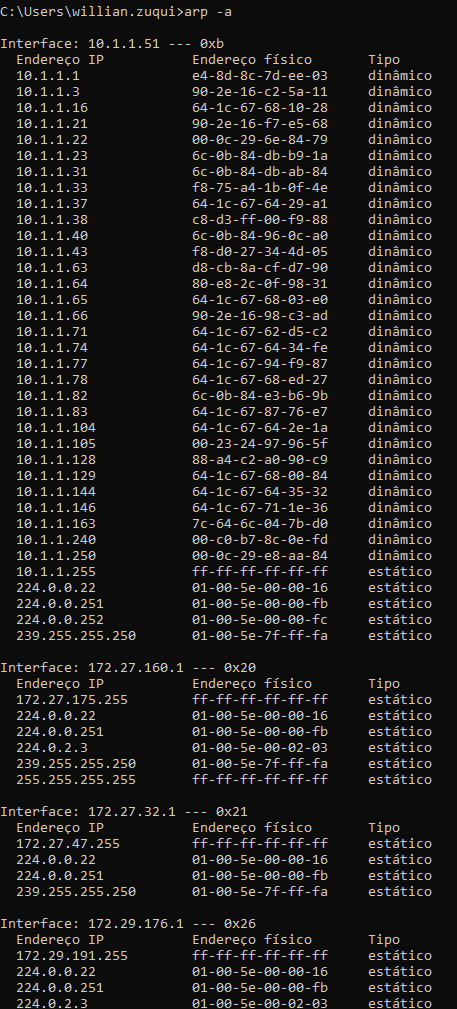 C:\Users\willian.zuqui>arp -a
Interface: 10.1.1.51 --- 0xb
Endereço IP Endereço físico Tipo
10.1.1.1 e4-8d-8c-7d-ee-03 dinâmico
10.1.1.3 90-2e-16-c2-5a-11 dinâmico
10.1.1.16 64-1c-67-68-10-28 dinâmico
10.1.1.21 90-2e-16-f7-e5-68 dinâmico
10.1.1.22 00-0c-29-6e-84-79 dinâmico
10.1.1.23 6c-0b-84-db-b9-1a dinâmico
10.1.1.31 6c-0b-84-db-ab-84 dinâmico
10.1.1.33 f8-75-a4-1b-0f-4e dinâmico
10.1.1.37 64-1c-67-64-29-a1 dinâmico
10.1.1.38 c8-d3-ff-00-f9-88 dinâmico
10.1.1.40 6c-0b-84-96-0c-a0 dinâmico
10.1.1.43 f8-d0-27-34-4d-05 dinâmico
10.1.1.63 d8-cb-8a-cf-d7-90 dinâmico
10.1.1.64 80-e8-2c-0f-98-31 dinâmico
10.1.1.65 64-1c-67-68-03-e0 dinâmico
10.1.1.66 90-2e-16-98-c3-ad dinâmico
10.1.1.71 64-1c-67-62-d5-c2 dinâmico
10.1.1.74 64-1c-67-64-34-fe dinâmico
10.1.1.77 64-1c-67-94-f9-87 dinâmico
10.1.1.78 64-1c-67-68-ed-27 dinâmico
10.1.1.82 6c-0b-84-e3-b6-9b dinâmico
10.1.1.83 64-1c-67-87-76-e7 dinâmico
10.1.1.104 64-1c-67-64-2e-1a dinâmico
10.1.1.105 00-23-24-97-96-5f dinâmico
10.1.1.128 88-a4-c2-a0-90-c9 dinâmico
10.1.1.129 64-1c-67-68-00-84 dinâmico
10.1.1.144 64-1c-67-64-35-32 dinâmico
10.1.1.146 64-1c-67-71-1e-36 dinâmico
10.1.1.163 7c-64-6c-04-7b-d0 dinâmico
10.1.1.240 00-c0-b7-8c-0e-fd dinâmico
10.1.1.250 00-0c-29-e8-aa-84 dinâmico
10.1.1.255 ff-ff-ff-ff-ff-ff estático
224.0.0.22 01-00-5e-00-00-16 estático
224.0.0.251 01-00-5e-00-00-fb estático
224.0.0.252 01-00-5e-00-00-fc estático
239.255.255.250 01-00-5e-7f-ff-fa estático
Interface: 172.27.160.1 --- 0x20
Endereço IP Endereço físico Tipo
172.27.175.255 ff-ff-ff-ff-ff-ff estático
224.0.0.22 01-00-5e-00-00-16 estático
224.0.0.251 01-00-5e-00-00-fb estático
224.0.2.3 01-00-5e-00-02-03 estático
239.255.255.250 01-00-5e-7f-ff-fa estático
255.255.255.255 ff-ff-ff-ff-ff-ff estático
Interface: 172.27.32.1 --- 0x21
Endereço IP Endereço físico Tipo
172.27.47.255 ff-ff-ff-ff-ff-ff estático
224.0.0.22 01-00-5e-00-00-16 estático
224.0.0.251 01-00-5e-00-00-fb estático
239.255.255.250 01-00-5e-7f-ff-fa estático
Interface: 172.29.176.1 --- 0x26
Endereço IP Endereço físico Tipo
172.29.191.255 ff-ff-ff-ff-ff-ff estático
224.0.0.22 01-00-5e-00-00-16 estático
224.0.0.251 01-00-5e-00-00-fb estático
224.0.2.3 01-00-5e-00-02-03 estático